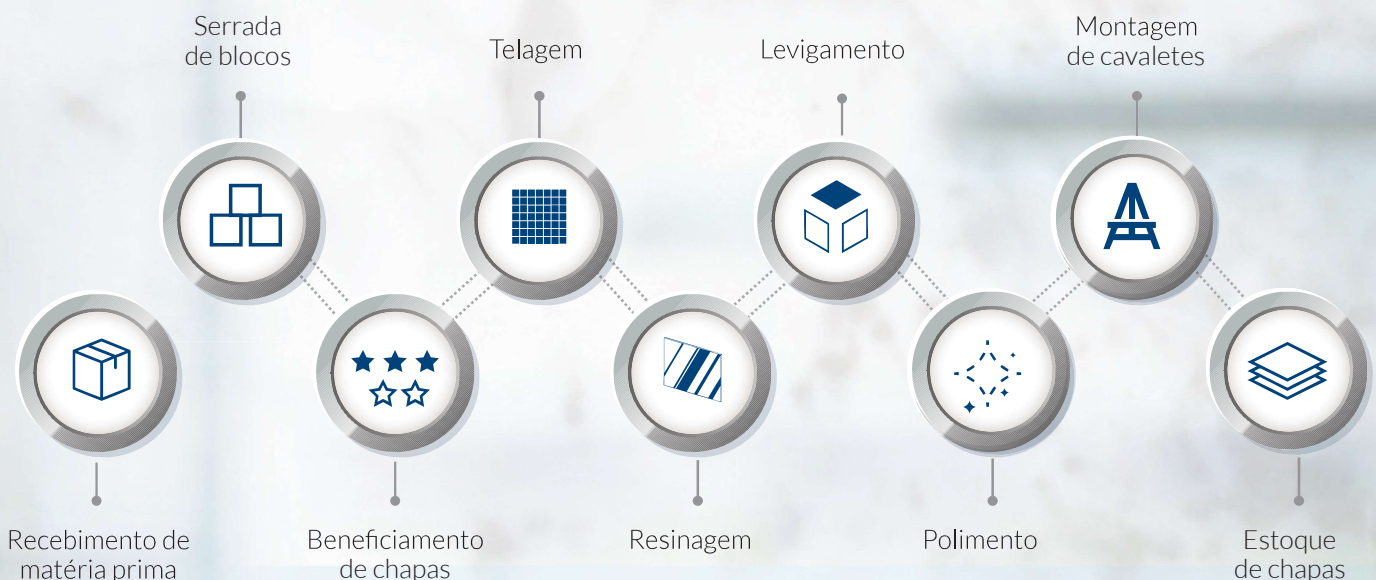 Serrada
de blocos
Telagem
Levigamento
Montagem
de cavaletes
Recebimento de
matéria prima
Beneficiamento
de chapas
Resinagem
Polimento
Estoque
de chapas